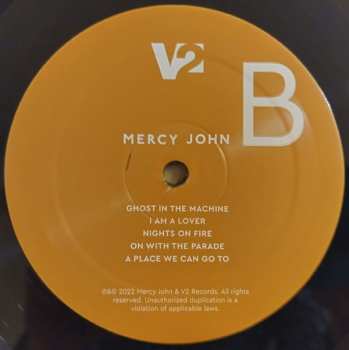 V2
B
MERCY JOHN
GHOST IN THE MACHINE
I AM A LOVER
NIGHTS ON FIRE
ON WITH THE PARADE
A PLACE WE CAN GO TO
℗&© 2022 Mercy John & V2 Records. All rights
reserved. Unauthorized duplication is a
violation of applicable laws.